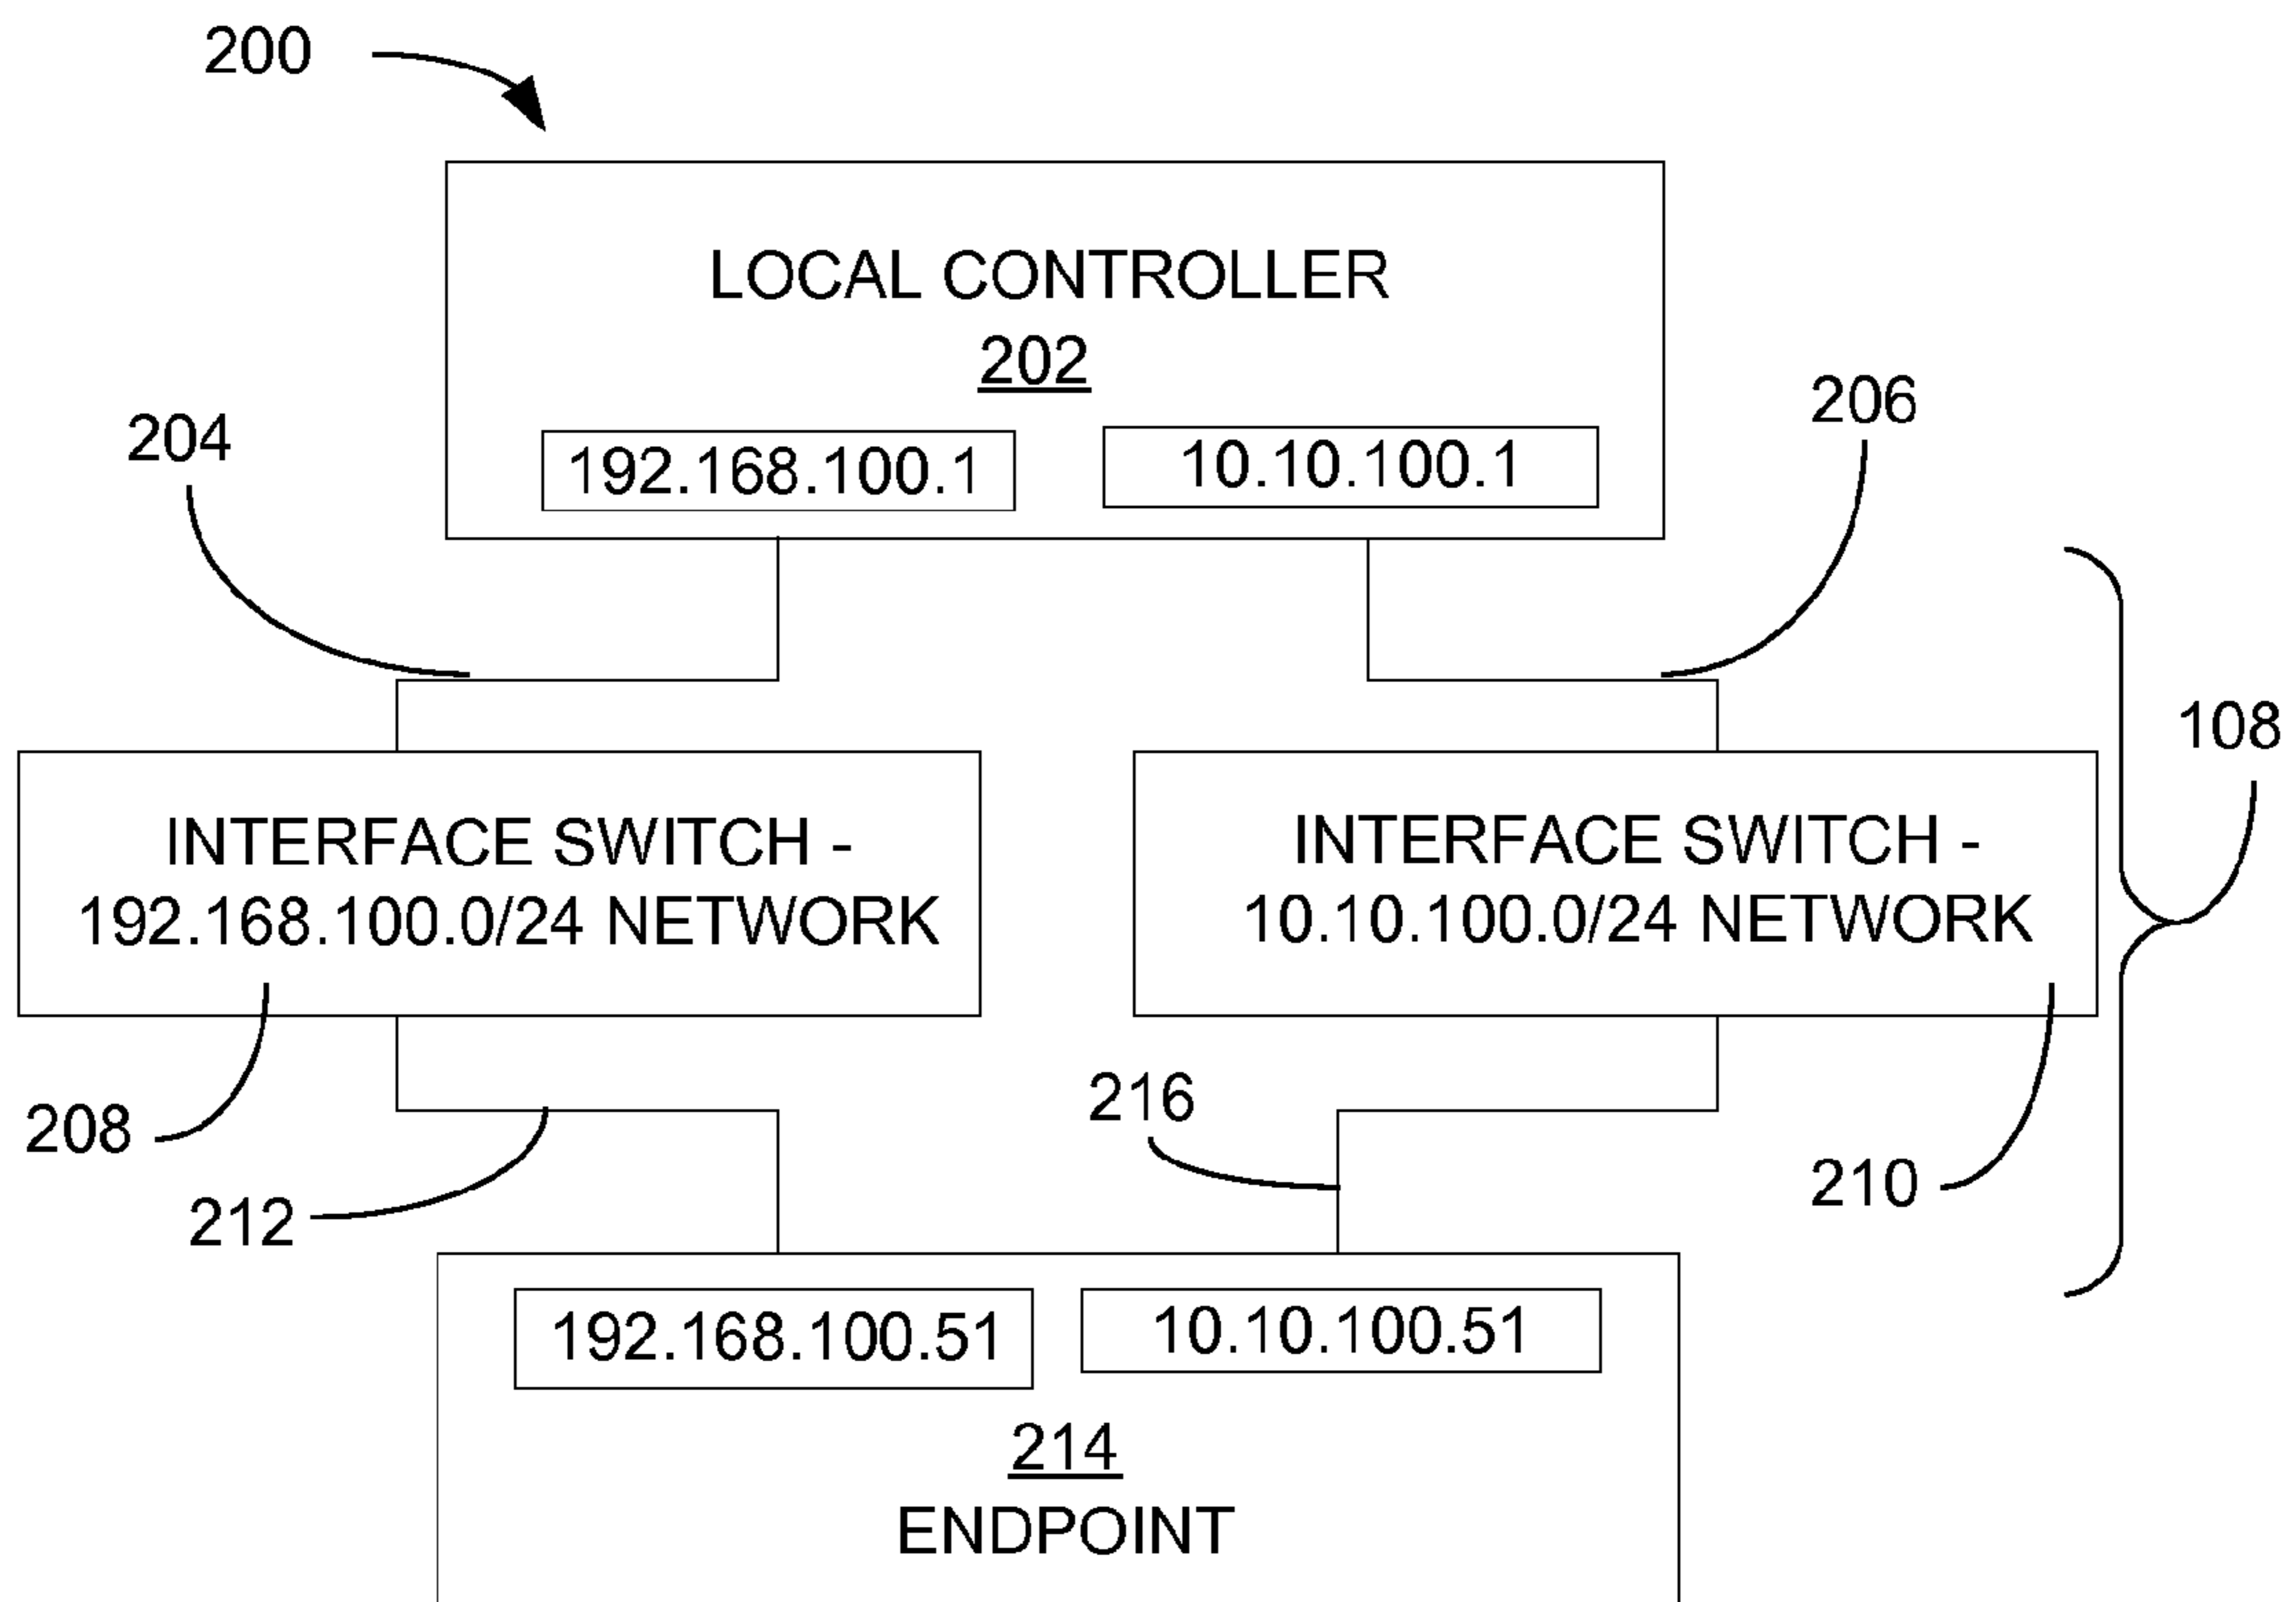 200
LOCAL CONTROLLER
202
206
204
192.168.100.1
10.10.100.1
108
INTERFACE SWITCH -
192.168.100.0/24 NETWORK
INTERFACE SWITCH -
10.10.100.0/24 NETWORK
216
208
210
212
192.168.100.51
10.10.100.51
214
ENDPOINT